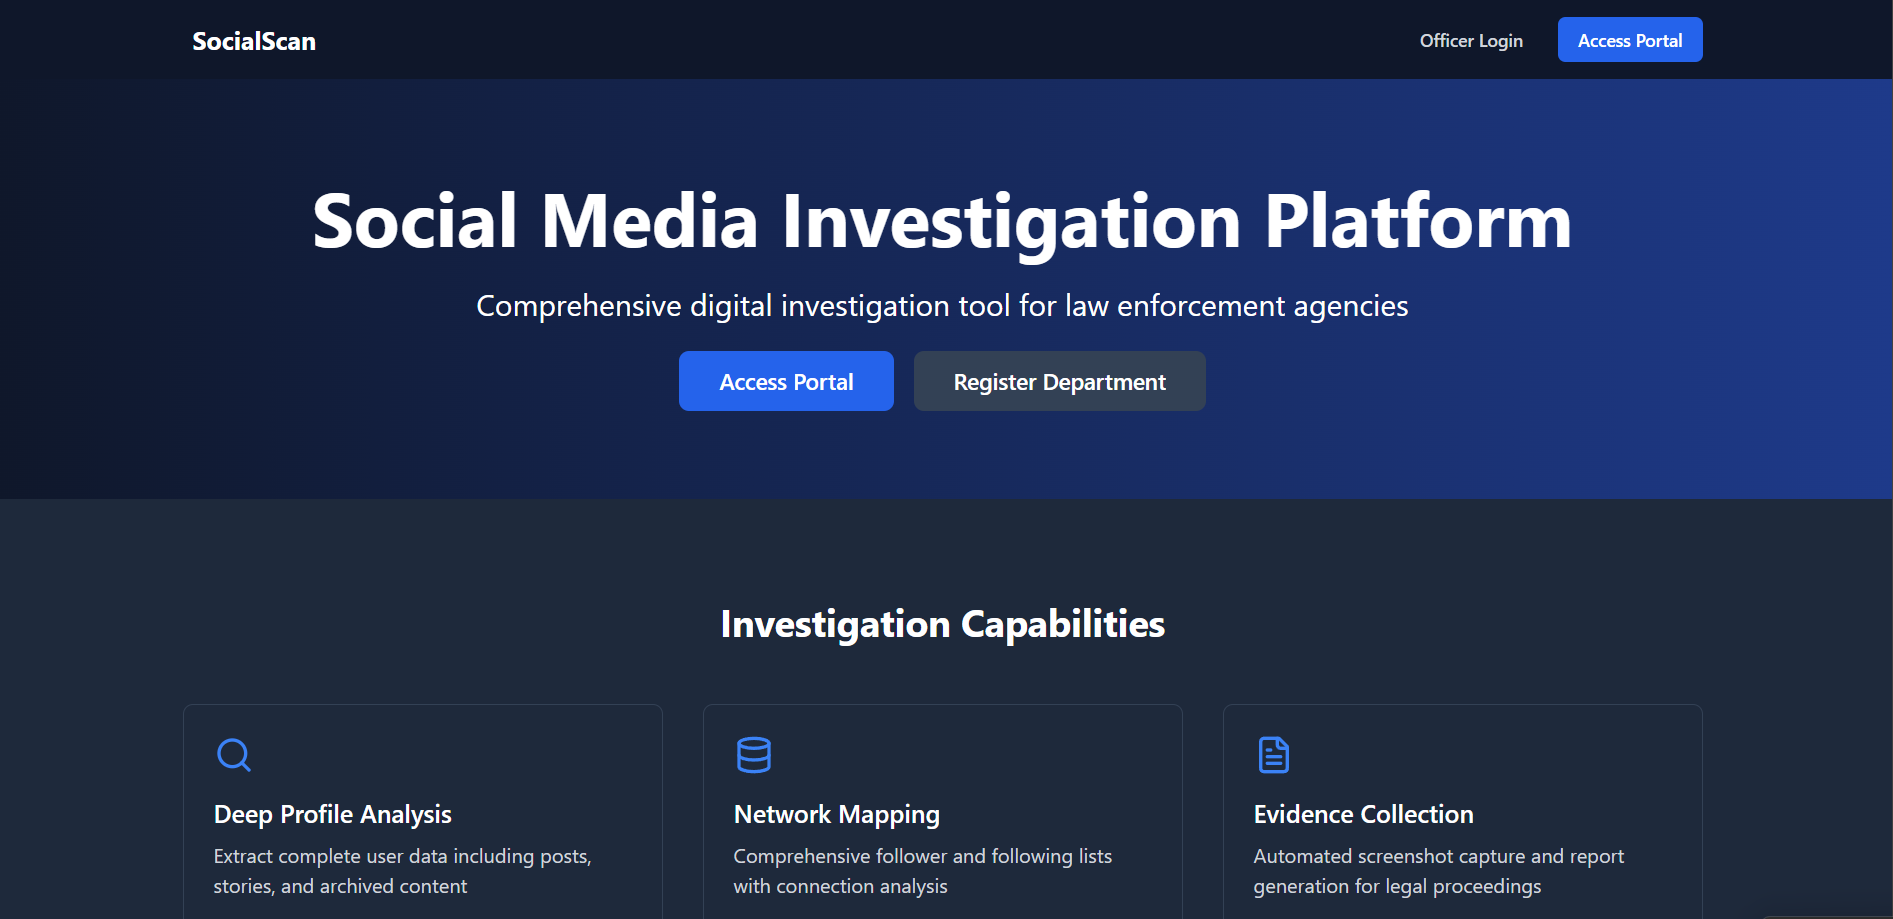 SocialScan
Officer Login
Access Portal
Social Media Investigation Platform
Comprehensive digital investigation tool for law enforcement agencies
Access Portal
Register Department
Investigation Capabilities
Deep Profile Analysis
Extract complete user data including posts,
stories, and archived content
Network Mapping
Comprehensive follower and following lists
with connection analysis
Evidence Collection
Automated screenshot capture and report
generation for legal proceedings